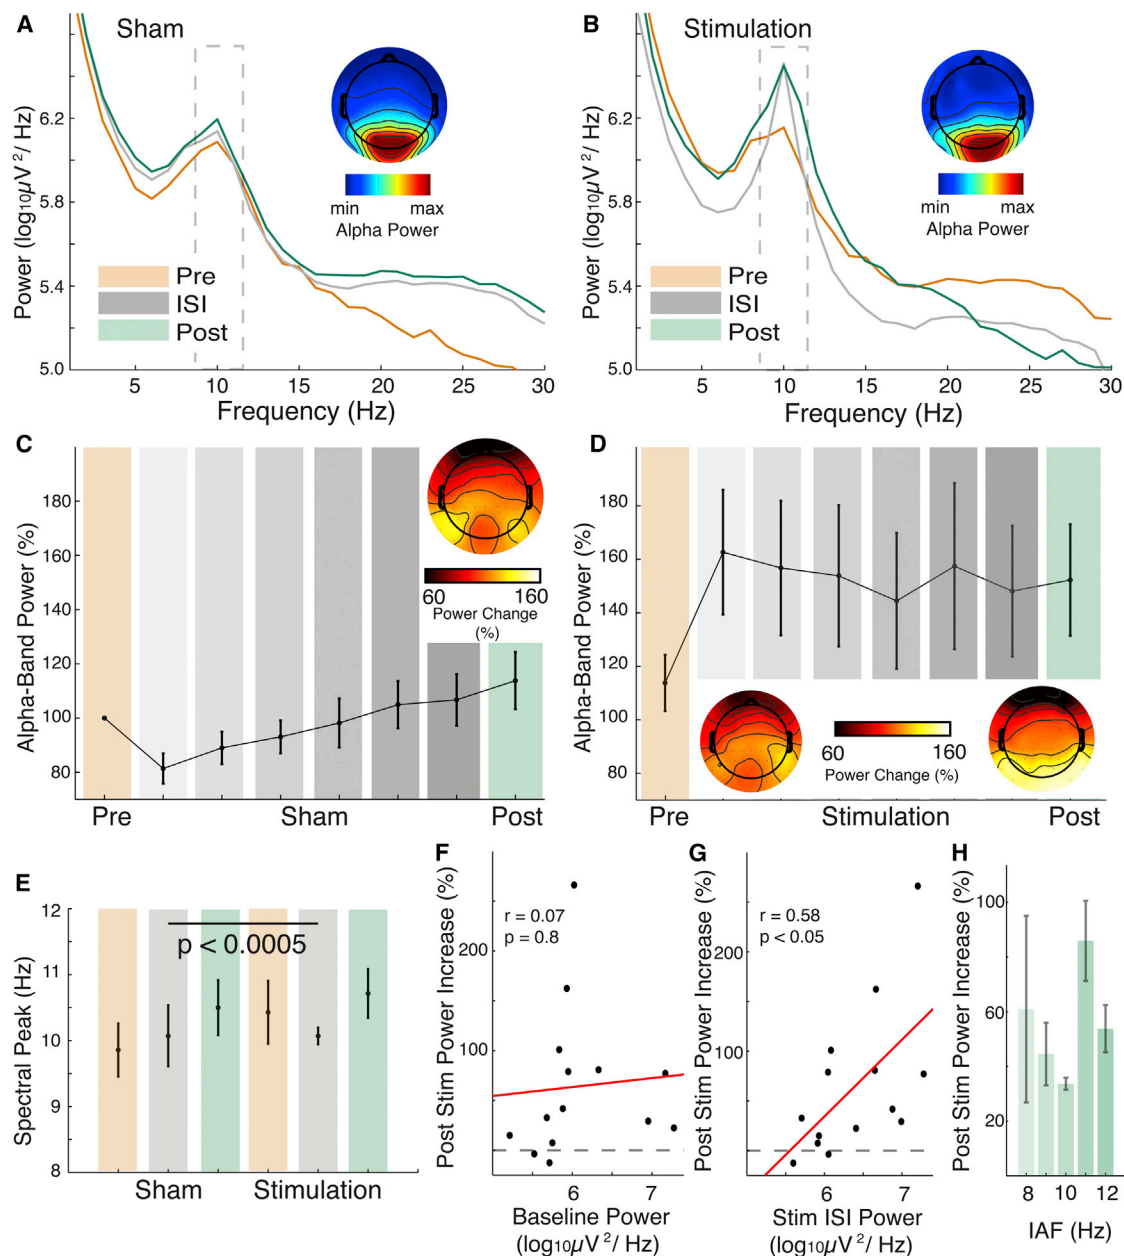 A
Sham
Power (log10μV²/ Hz)
6.2
5.8
5.4
5.0
min max
Alpha Power
Pre
ISI
Post
5 10 15 20 25 30
Frequency (Hz)
B
Stimulation
Power (log10μV²/ Hz)
6.2
5.8
5.4
5.0
min max
Alpha Power
Pre
ISI
Post
5 10 15 20 25 30
Frequency (Hz)
C
Alpha-Band Power (%)
180
160
140
120
100
80
60 160
Power Change
(%)
Pre Sham Post
D
Alpha-Band Power (%)
180
160
140
120
100
80
60 160
Power Change (%)
Pre Stimulation Post
E
Spectral Peak (Hz)
12
11
10
9
8
p < 0.0005
Sham Stimulation
F
Post Stim Power Increase (%)
r = 0.07
p = 0.8
200
100
6 7
Baseline Power
(log10μV²/ Hz)
G
Post Stim Power Increase (%)
r = 0.58
p < 0.05
200
100
6 7
Stim ISI Power
(log10μV²/ Hz)
H
Post Stim Power Increase (%)
100
60
20
8 10 12
IAF (Hz)